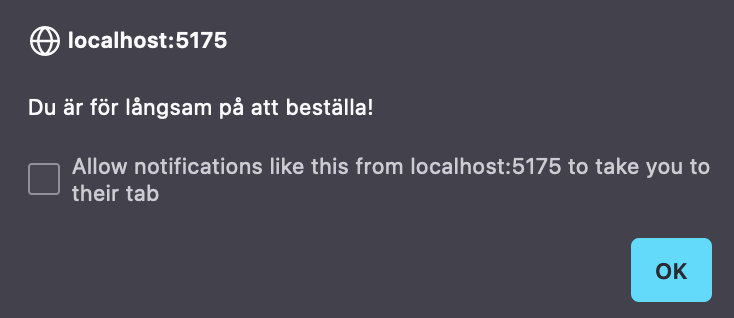 localhost:5175
Du är för långsam på att beställa!
Allow notifications like this from localhost:5175 to take you to
their tab
OK